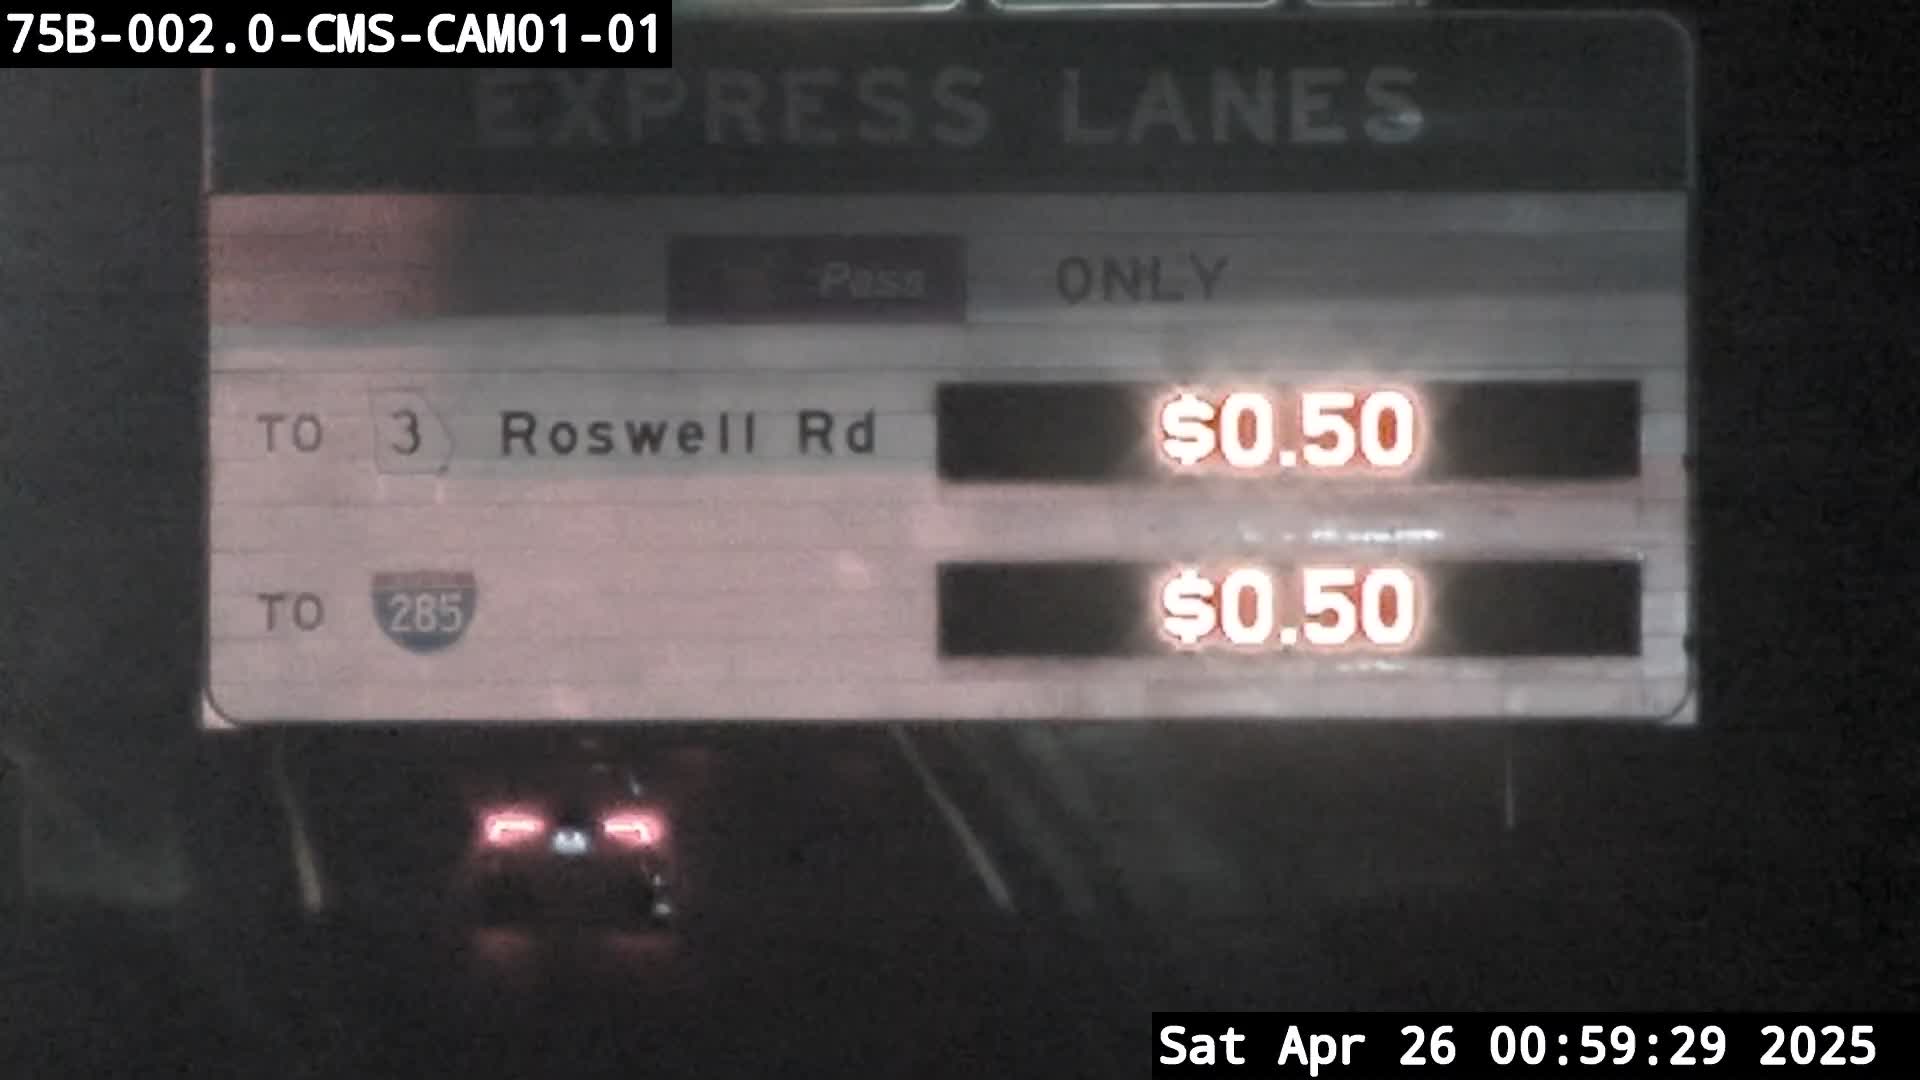 75B-002.0-CMS-CAM01-01
EXPRESS LANES
Pass ONLY
TO 3 Roswell Rd $0.50
TO 285 $0.50
Sat Apr 26 00:59:29 2025